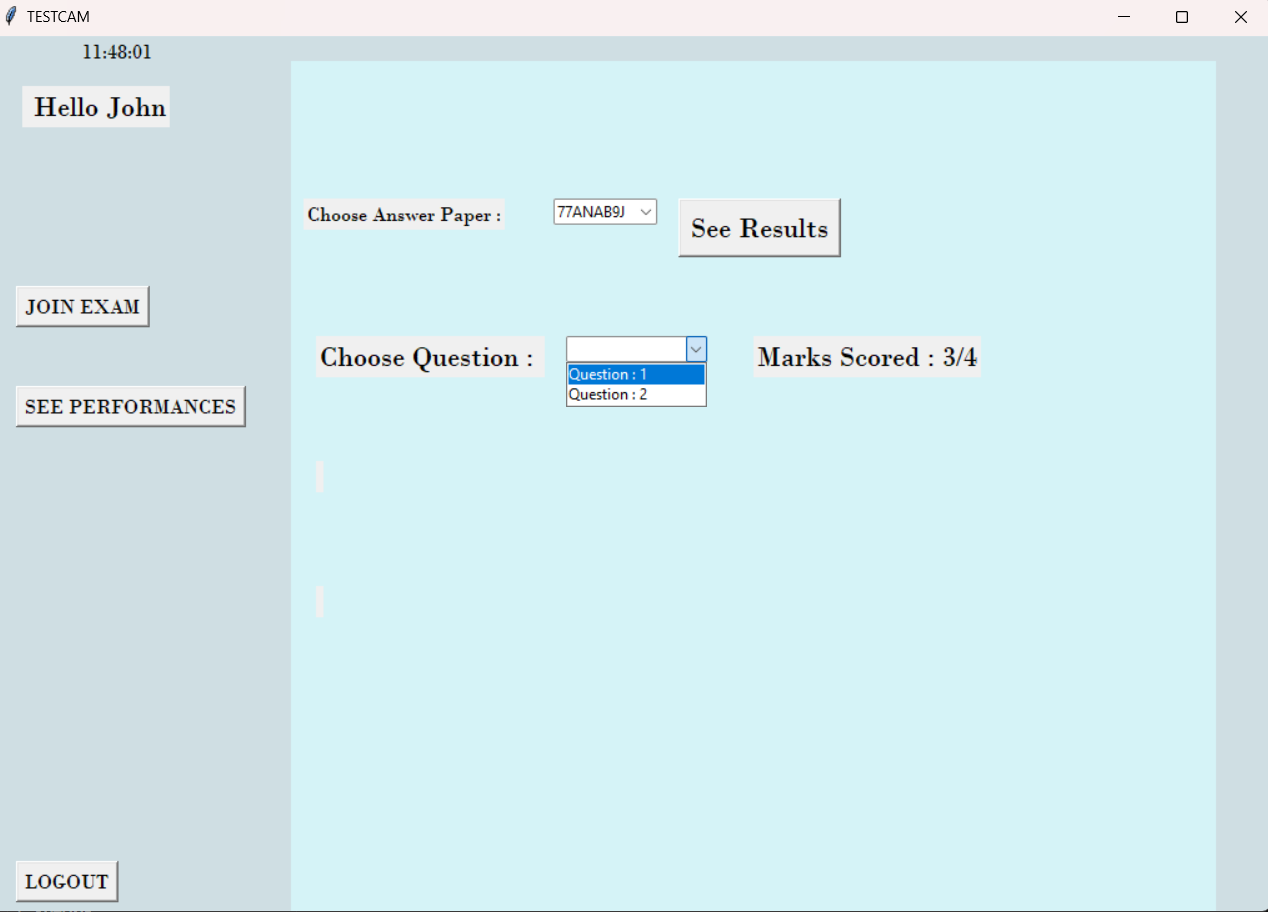 TESTCAM
11:48:01
Hello John
Choose Answer Paper :
77ANAB9J
See Results
JOIN EXAM
Choose Question :
Marks Scored : 3/4
Question : 1
Question : 2
SEE PERFORMANCES
LOGOUT